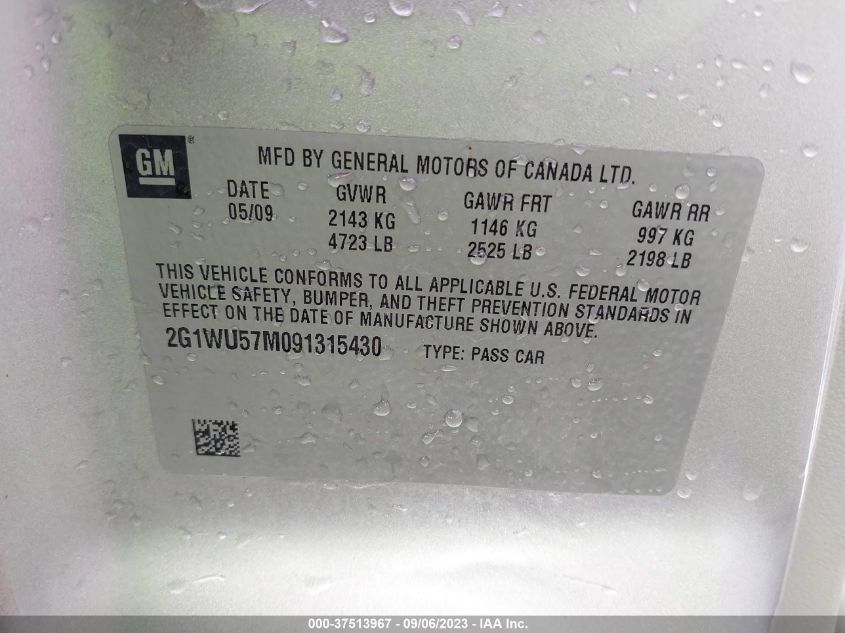 GM ®
MFD BY GENERAL MOTORS OF CANADA LTD.
DATE GVWR GAWR FRT GAWR RR
05/09 2143 KG 1146 KG 997 KG
4723 LB 2525 LB 2198 LB
THIS VEHICLE CONFORMS TO ALL APPLICABLE U.S. FEDERAL MOTOR
VEHICLE SAFETY, BUMPER, AND THEFT PREVENTION STANDARDS IN
EFFECT ON THE DATE OF MANUFACTURE SHOWN ABOVE.
2G1WU57M091315430 TYPE: PASS CAR
000-37513967 - 09/06/2023 - IAA Inc.